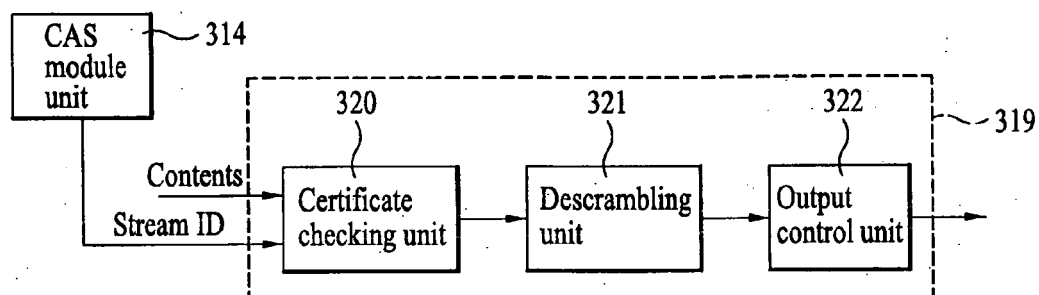 CAS
module
unit
314
320
321
322
319
Contents
Stream ID
Certificate
checking unit
Descrambling
unit
Output
control unit